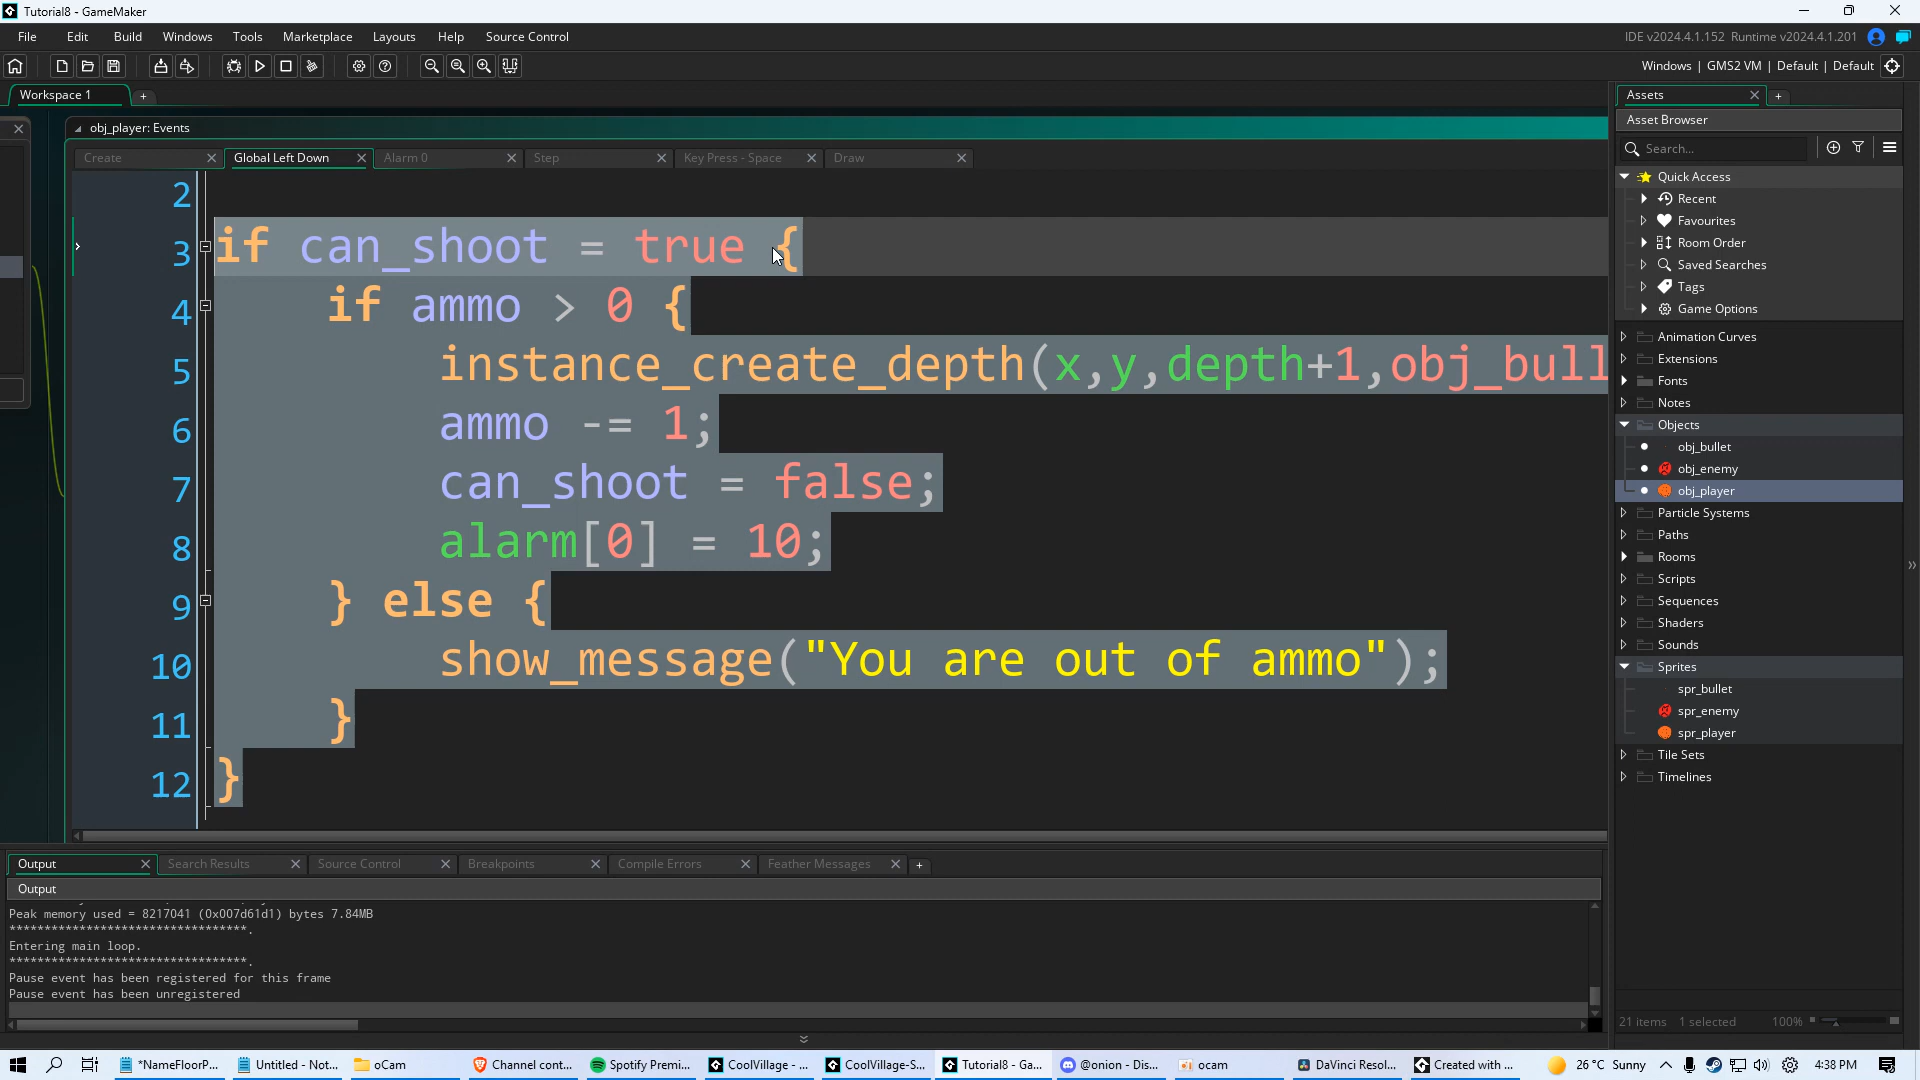 Tutorial8 - GameMaker
File Edit Build Windows Tools Marketplace Layouts Help Source Control
IDE v2024.4.1.152 Runtime v2024.4.1.201
Windows | GMS2 VM | Default | Default
Workspace 1
obj_player: Events
Create Global Left Down Alarm 0 Step Key Press - Space Draw
2
3 if can_shoot = true {
4 if ammo > 0 {
5 instance_create_depth(x,y,depth+1,obj_bull
6 ammo -= 1;
7 can_shoot = false;
8 alarm[0] = 10;
9 } else {
10 show_message("You are out of ammo");
11 }
12 }
Assets
Asset Browser
Search...
Quick Access
Recent
Favourites
Room Order
Saved Searches
Tags
Game Options
Animation Curves
Extensions
Fonts
Notes
Objects
obj_bullet
obj_enemy
obj_player
Particle Systems
Paths
Rooms
Scripts
Sequences
Shaders
Sounds
Sprites
spr_bullet
spr_enemy
spr_player
Tile Sets
Timelines
21 items 1 selected 100%
Output Search Results Source Control Breakpoints Compile Errors Feather Messages
Output
Peak memory used = 8217041 (0x007d61d1) bytes 7.84MB
*********************************.
Entering main loop.
*********************************.
Pause event has been registered for this frame
Pause event has been unregistered
*NameFloorP... Untitled - Not... oCam Channel cont... Spotify Premi... CoolVillage - ... CoolVillage-S... Tutorial8 - Ga... @onion - Dis... ocam DaVinci Resol... Created with ... 26°C Sunny 4:38 PM